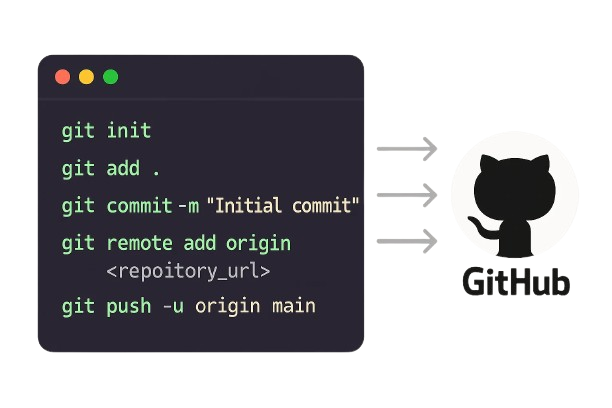 git init
git add .
git commit -m "Initial commit"
git remote add origin
<repoitory_url>
git push -u origin main
GitHub